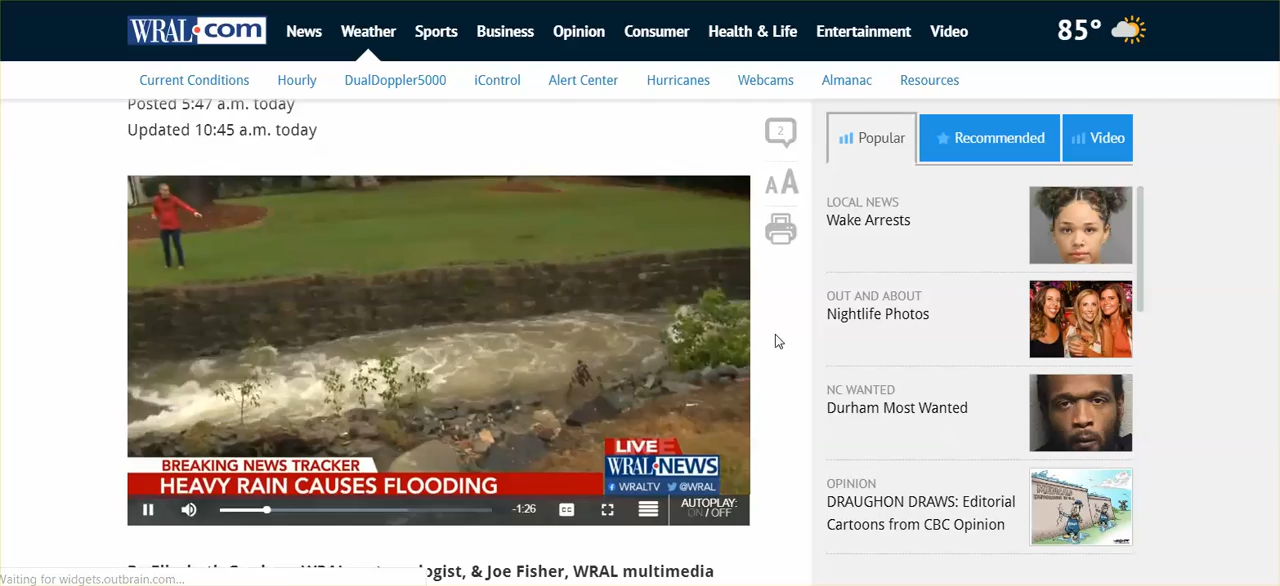 WRAL.com
News Weather Sports Business Opinion Consumer Health & Life Entertainment Video
85°
Current Conditions Hourly DualDoppler5000 iControl Alert Center Hurricanes Webcams Almanac Resources
Posted 5:47 a.m. today
Updated 10:45 a.m. today
2
AA
LIVE
BREAKING NEWS TRACKER
WRAL NEWS
HEAVY RAIN CAUSES FLOODING
WRALTV @WRAL
-1:26
CC
AUTOPLAY:
ON / OFF
& Joe Fisher, WRAL multimedia
Popular
Recommended
Video
LOCAL NEWS
Wake Arrests
OUT AND ABOUT
Nightlife Photos
NC WANTED
Durham Most Wanted
OPINION
DRAUGHON DRAWS: Editorial
Cartoons from CBC Opinion
Waiting for widgets.outbrain.com...